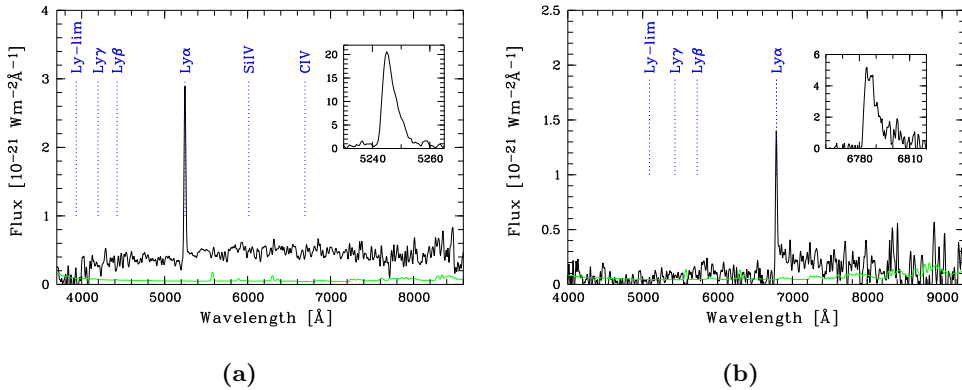 Ly-lim
Lyγ
Lyβ
Lyα
SiIV
CIV
Flux [10⁻²¹ Wm⁻²Å⁻¹]
4
3
2
1
0
20
15
10
5
0
5240 5260
4000 5000 6000 7000 8000
Wavelength [Å]
(a)
Ly-lim
Lyγ
Lyβ
Lyα
Flux [10⁻²¹ Wm⁻²Å⁻¹]
2.5
2
1.5
1
0.5
0
6
4
2
0
6780 6810
4000 5000 6000 7000 8000 9000
Wavelength [Å]
(b)